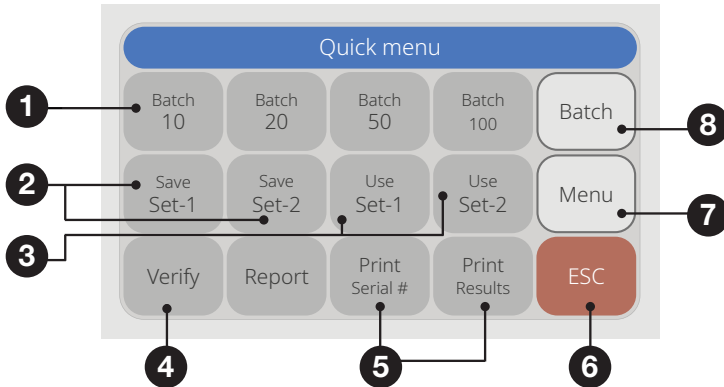 Quick menu
1
Batch
10
Batch
20
Batch
50
Batch
100
Batch
8
2
Save
Set-1
Save
Set-2
Use
Set-1
Use
Set-2
Menu
7
3
Verify
Report
Print
Serial #
Print
Results
ESC
4
5
6